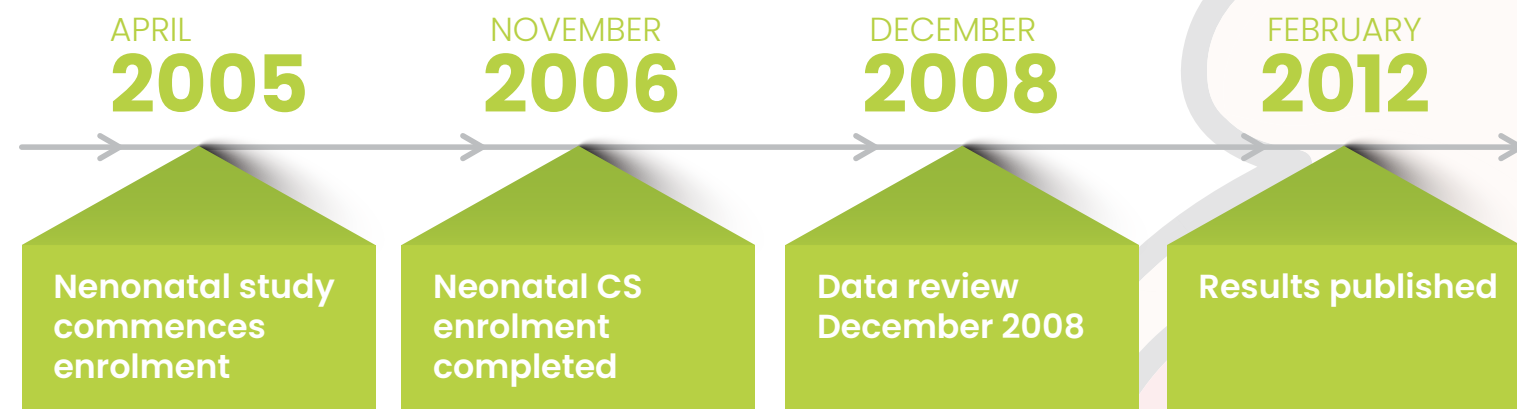 APRIL
2005
NOVEMBER
2006
DECEMBER
2008
FEBRUARY
2012
Nenonatal study
commences
enrolment
Neonatal CS
enrolment
completed
Data review
December 2008
Results published